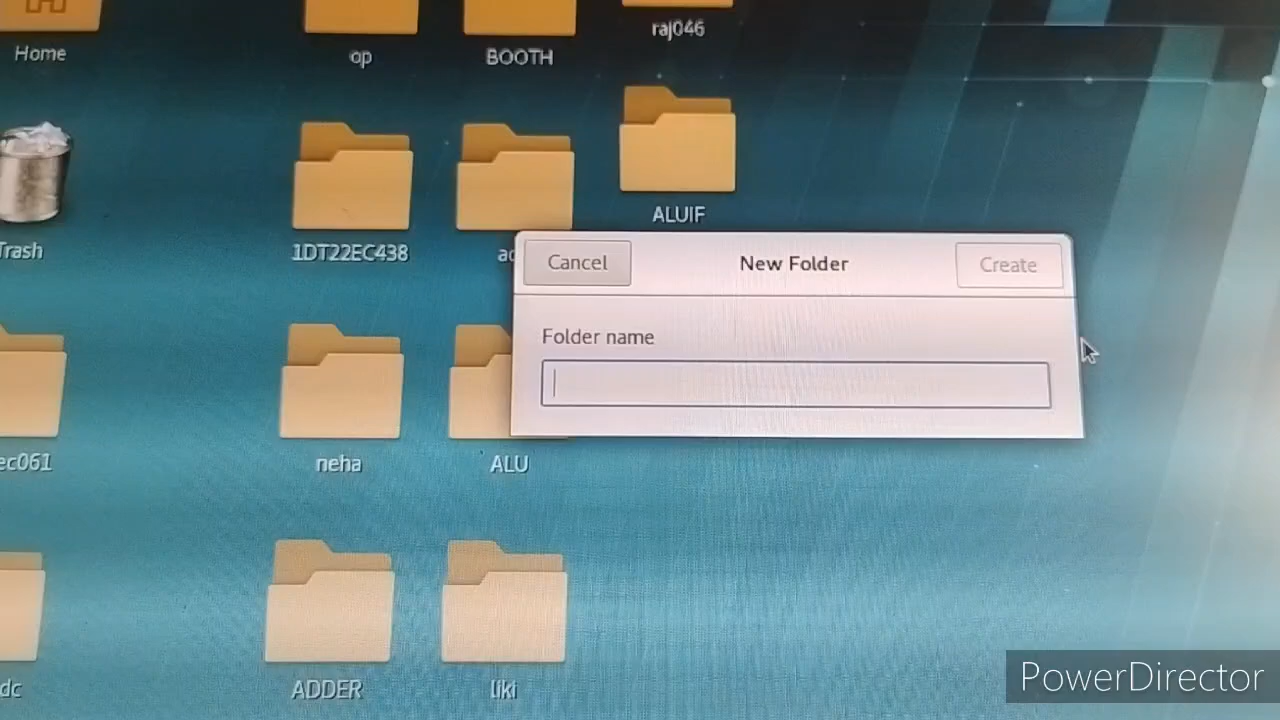 Home
op
BOOTH
raj046
Trash
1DT22EC438
ALUIF
Cancel
New Folder
Create
Folder name
ec061
neha
ALU
dc
ADDER
liki
PowerDirector